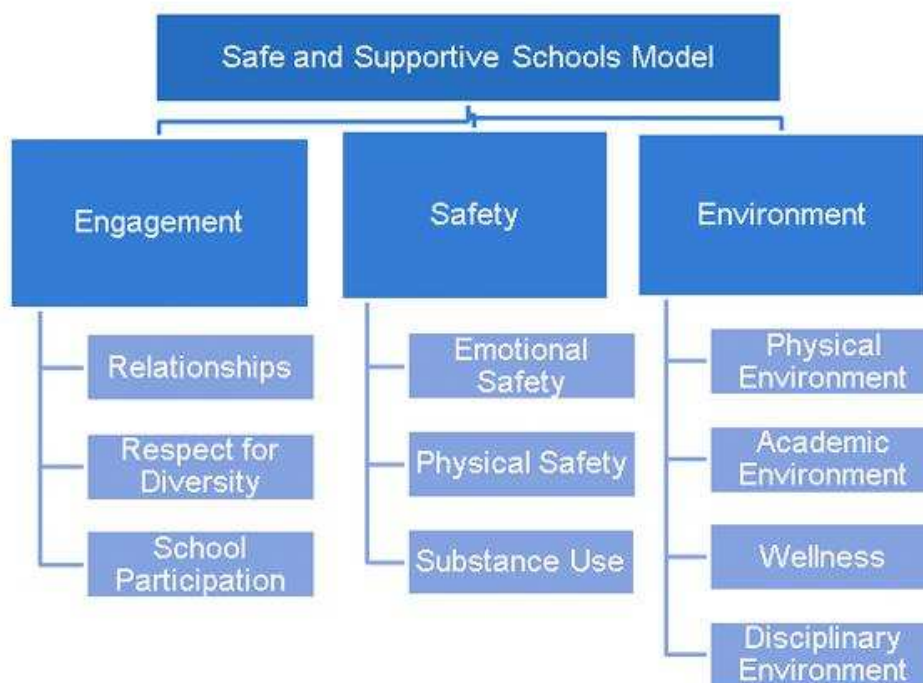 Safe and Supportive Schools Model
Engagement
Relationships
Respect for
Diversity
School
Participation
Safety
Emotional
Safety
Physical Safety
Substance Use
Environment
Physical
Environment
Academic
Environment
Wellness
Disciplinary
Environment